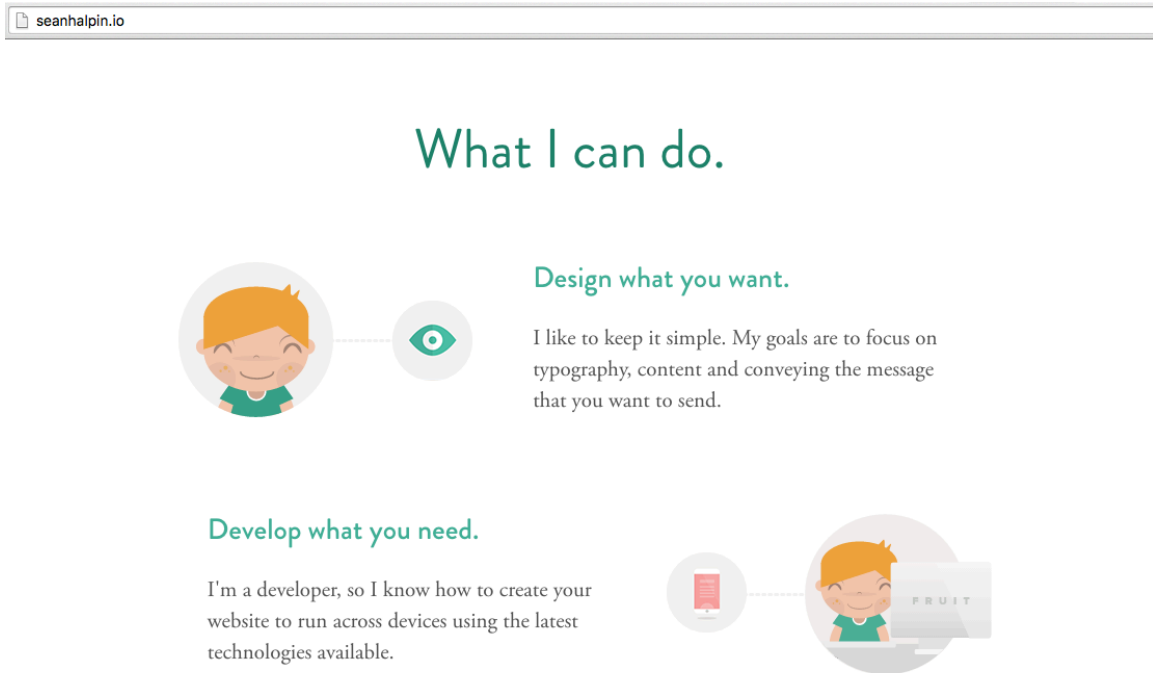 seanhalpin.io
What I can do.
Design what you want.
I like to keep it simple. My goals are to focus on
typography, content and conveying the message
that you want to send.
Develop what you need.
I'm a developer, so I know how to create your
website to run across devices using the latest
technologies available.
FRUIT